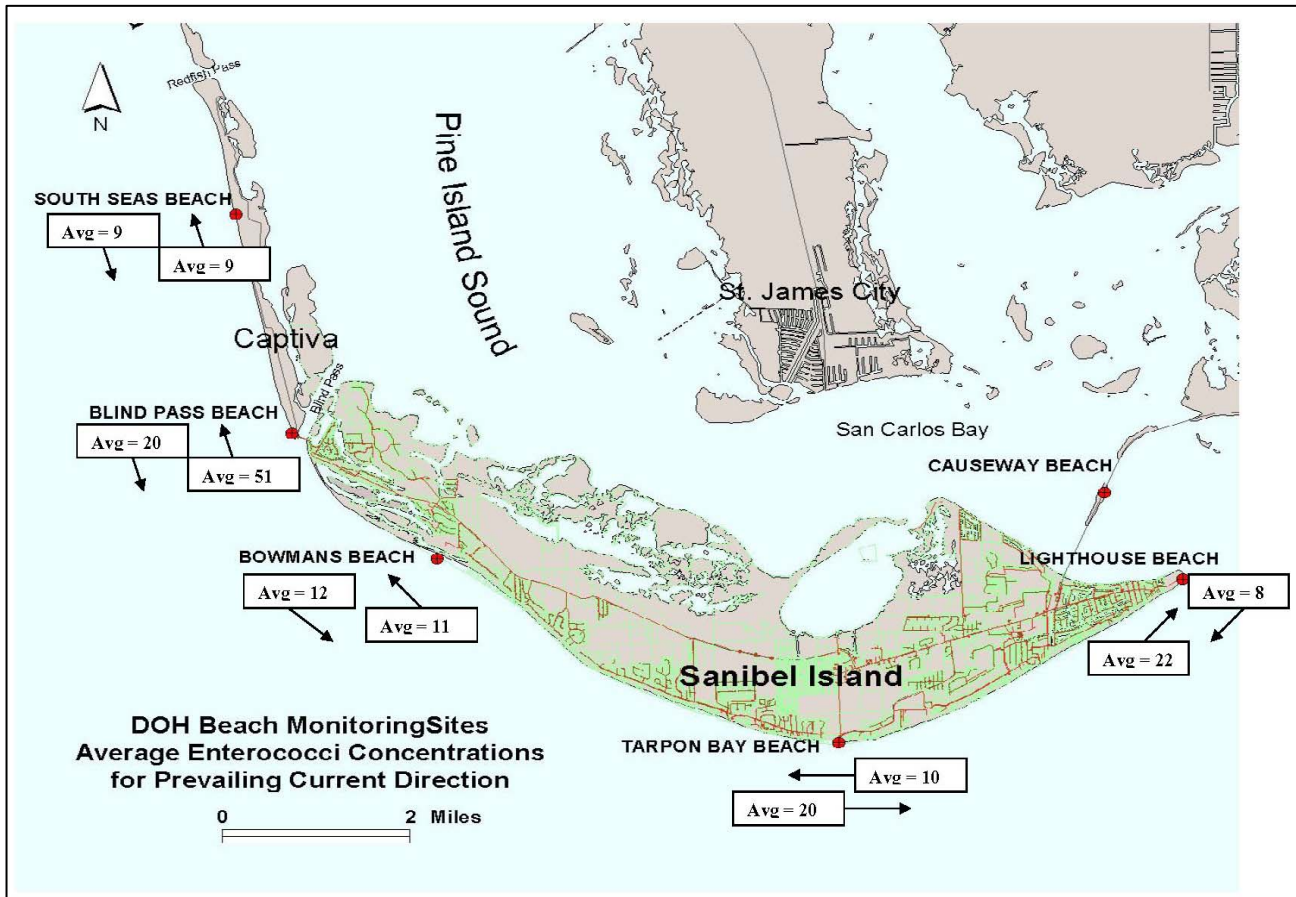 Redfish Pass
N
Pine Island Sound
SOUTH SEAS BEACH
Avg = 9
Avg = 9
St. James City
Captiva
Blind Pass
BLIND PASS BEACH
Avg = 20
Avg = 51
San Carlos Bay
CAUSEWAY BEACH
BOWMANS BEACH
LIGHTHOUSE BEACH
Avg = 12
Avg = 8
Avg = 11
Avg = 22
Sanibel Island
DOH Beach MonitoringSites
Average Enterococci Concentrations
for Prevailing Current Direction
TARPON BAY BEACH
Avg = 10
Avg = 20
0 2 Miles